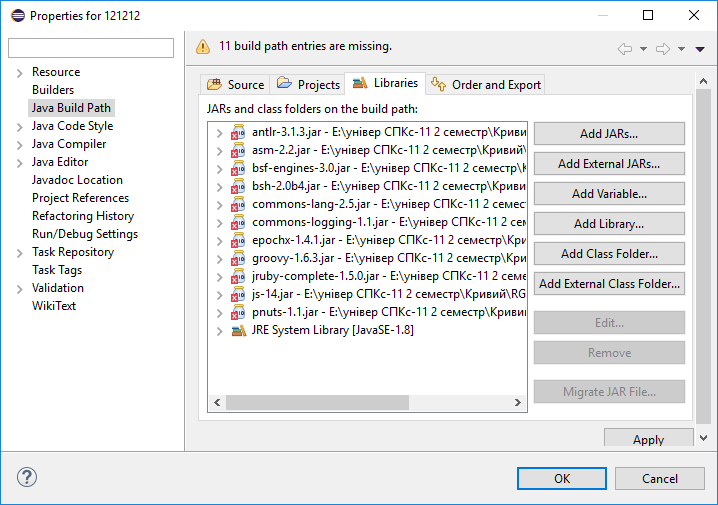 Properties for 121212
11 build path entries are missing.
Resource
Builders
Java Build Path
Java Code Style
Java Compiler
Java Editor
Javadoc Location
Project References
Refactoring History
Run/Debug Settings
Task Repository
Task Tags
Validation
WikiText
Source Projects Libraries Order and Export
JARs and class folders on the build path:
antlr-3.1.3.jar - E:\універ СПКс-11 2 семестр\Криви
asm-2.2.jar - E:\універ СПКс-11 2 семестр\Кривий\
bsf-engines-3.0.jar - E:\універ СПКс-11 2 семестр\
bsh-2.0b4.jar - E:\універ СПКс-11 2 семестр\Криви
commons-lang-2.5.jar - E:\універ СПКс-11 2 семест
commons-logging-1.1.jar - E:\універ СПКс-11 2 сем
epochx-1.4.1.jar - E:\універ СПКс-11 2 семестр\Кри
groovy-1.6.3.jar - E:\універ СПКс-11 2 семестр\Кри
jruby-complete-1.5.0.jar - E:\універ СПКс-11 2 сем
js-14.jar - E:\універ СПКс-11 2 семестр\Кривий\RG
pnuts-1.1.jar - E:\універ СПКс-11 2 семестр\Криви
JRE System Library [JavaSE-1.8]
Add JARs...
Add External JARs...
Add Variable...
Add Library...
Add Class Folder...
Add External Class Folder...
Edit...
Remove
Migrate JAR File...
Apply
OK
Cancel